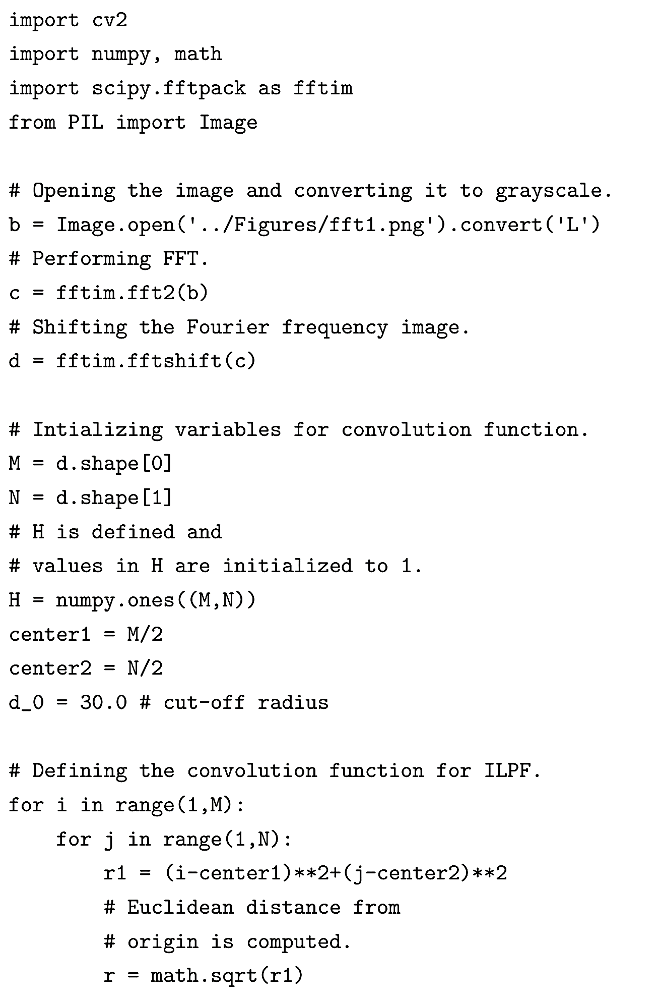 import cv2
import numpy, math
import scipy.fftpack as fftim
from PIL import Image

# Opening the image and converting it to grayscale.
b = Image.open('../Figures/fft1.png').convert('L')
# Performing FFT.
c = fftim.fft2(b)
# Shifting the Fourier frequency image.
d = fftim.fftshift(c)

# Intializing variables for convolution function.
M = d.shape[0]
N = d.shape[1]
# H is defined and
# values in H are initialized to 1.
H = numpy.ones((M,N))
center1 = M/2
center2 = N/2
d_0 = 30.0 # cut-off radius

# Defining the convolution function for ILPF.
for i in range(1,M):
    for j in range(1,N):
        r1 = (i-center1)**2+(j-center2)**2
        # Euclidean distance from
        # origin is computed.
        r = math.sqrt(r1)